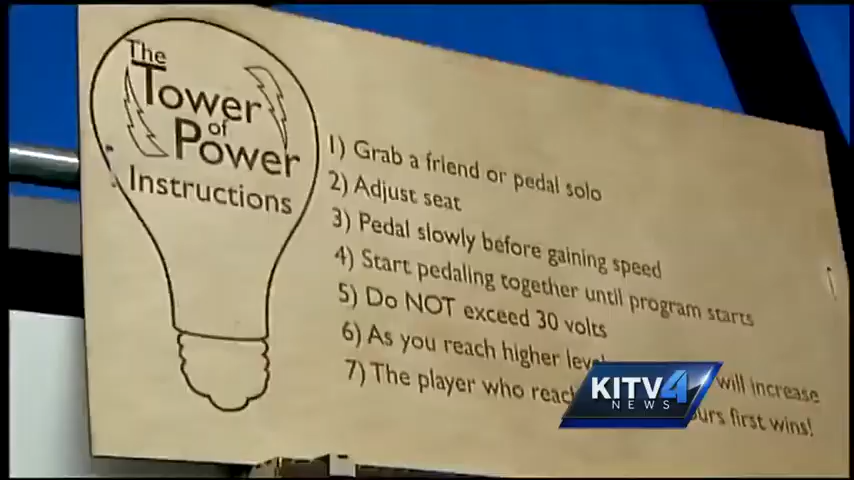 The
Tower
of
Power
Instructions
1) Grab a friend or pedal solo
2) Adjust seat
3) Pedal slowly before gaining speed
4) Start pedaling together until program starts
5) Do NOT exceed 30 volts
6) As you reach higher will increase
7) The player who first wins!
KITV4
NEWS